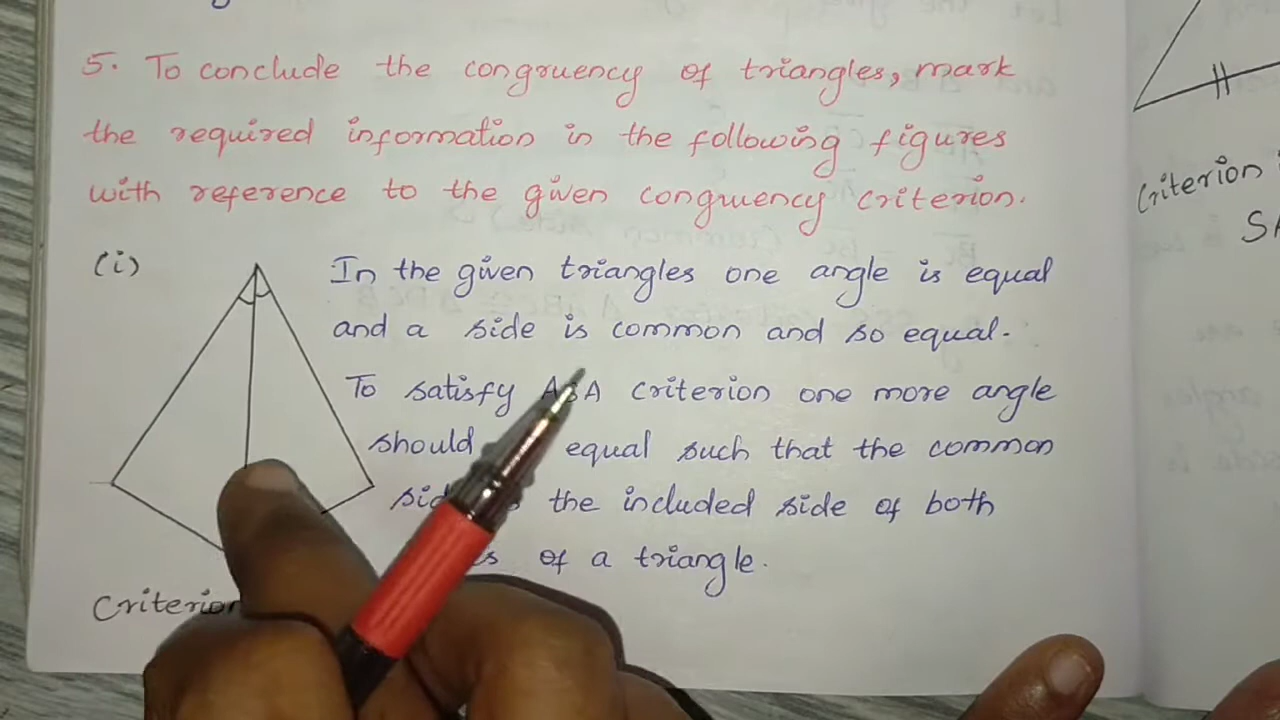 5. To conclude the congruency of triangles, mark
the required information in the following figures
with reference to the given congruency criterion.
(i) In the given triangles one angle is equal
and a side is common and so equal.
To satisfy ASA criterion one more angle
should equal such that the common
the included side of both
of a triangle.
Criterion
Criterion